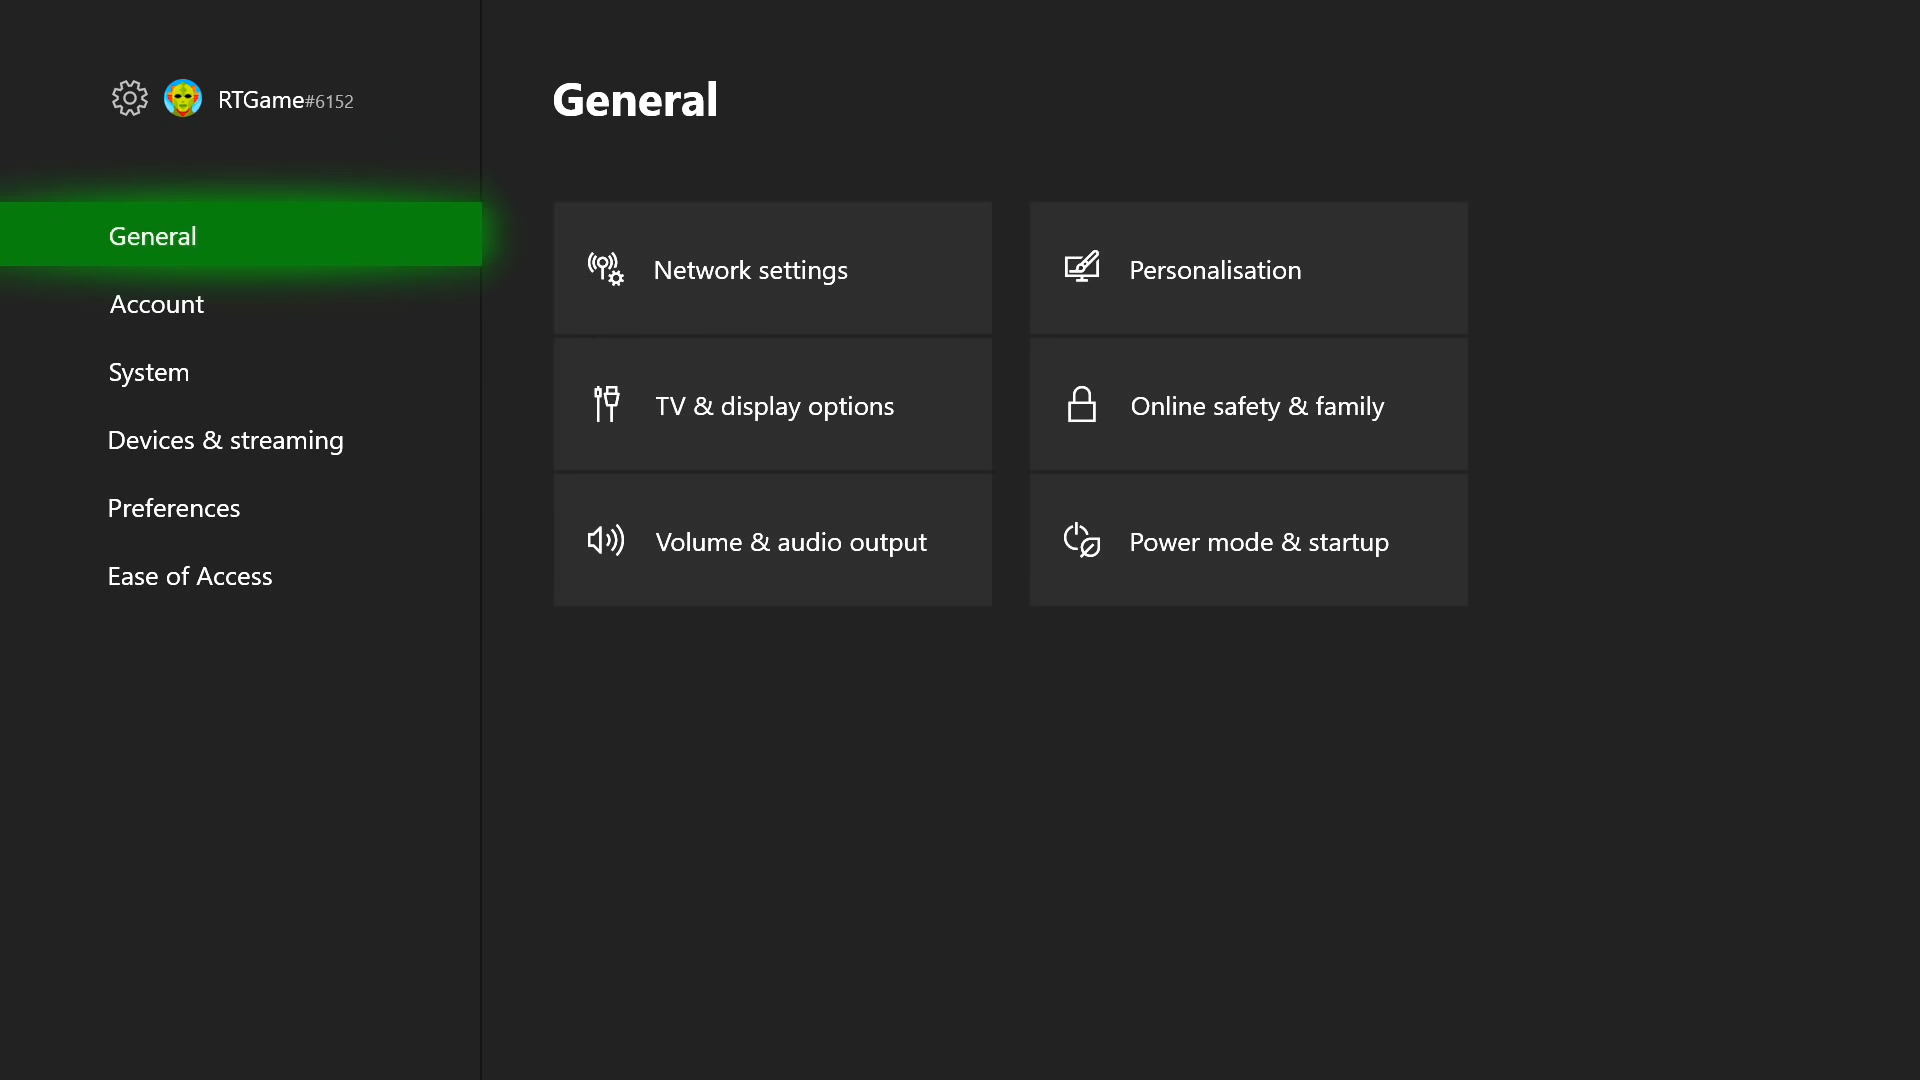 RTGame#6152
General
Account
System
Devices & streaming
Preferences
Ease of Access
General
Network settings
Personalisation
TV & display options
Online safety & family
Volume & audio output
Power mode & startup